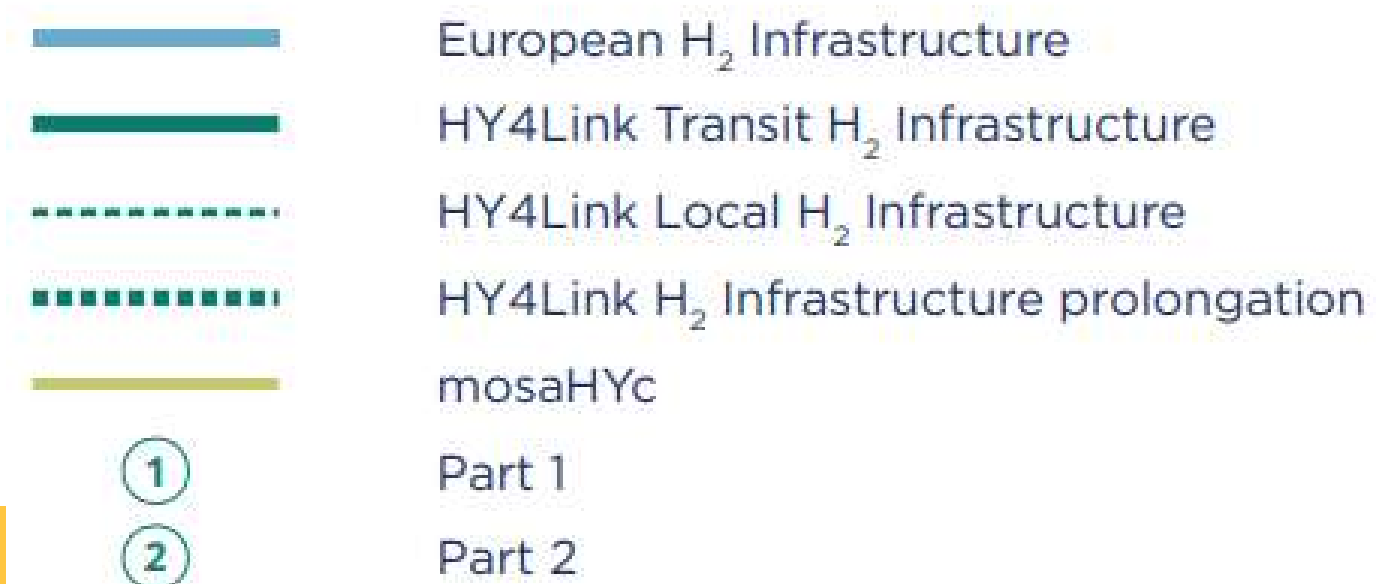 European H₂ Infrastructure
HY4Link Transit H₂ Infrastructure
HY4Link Local H₂ Infrastructure
HY4Link H₂ Infrastructure prolongation
mosaHYc
1 Part 1
2 Part 2